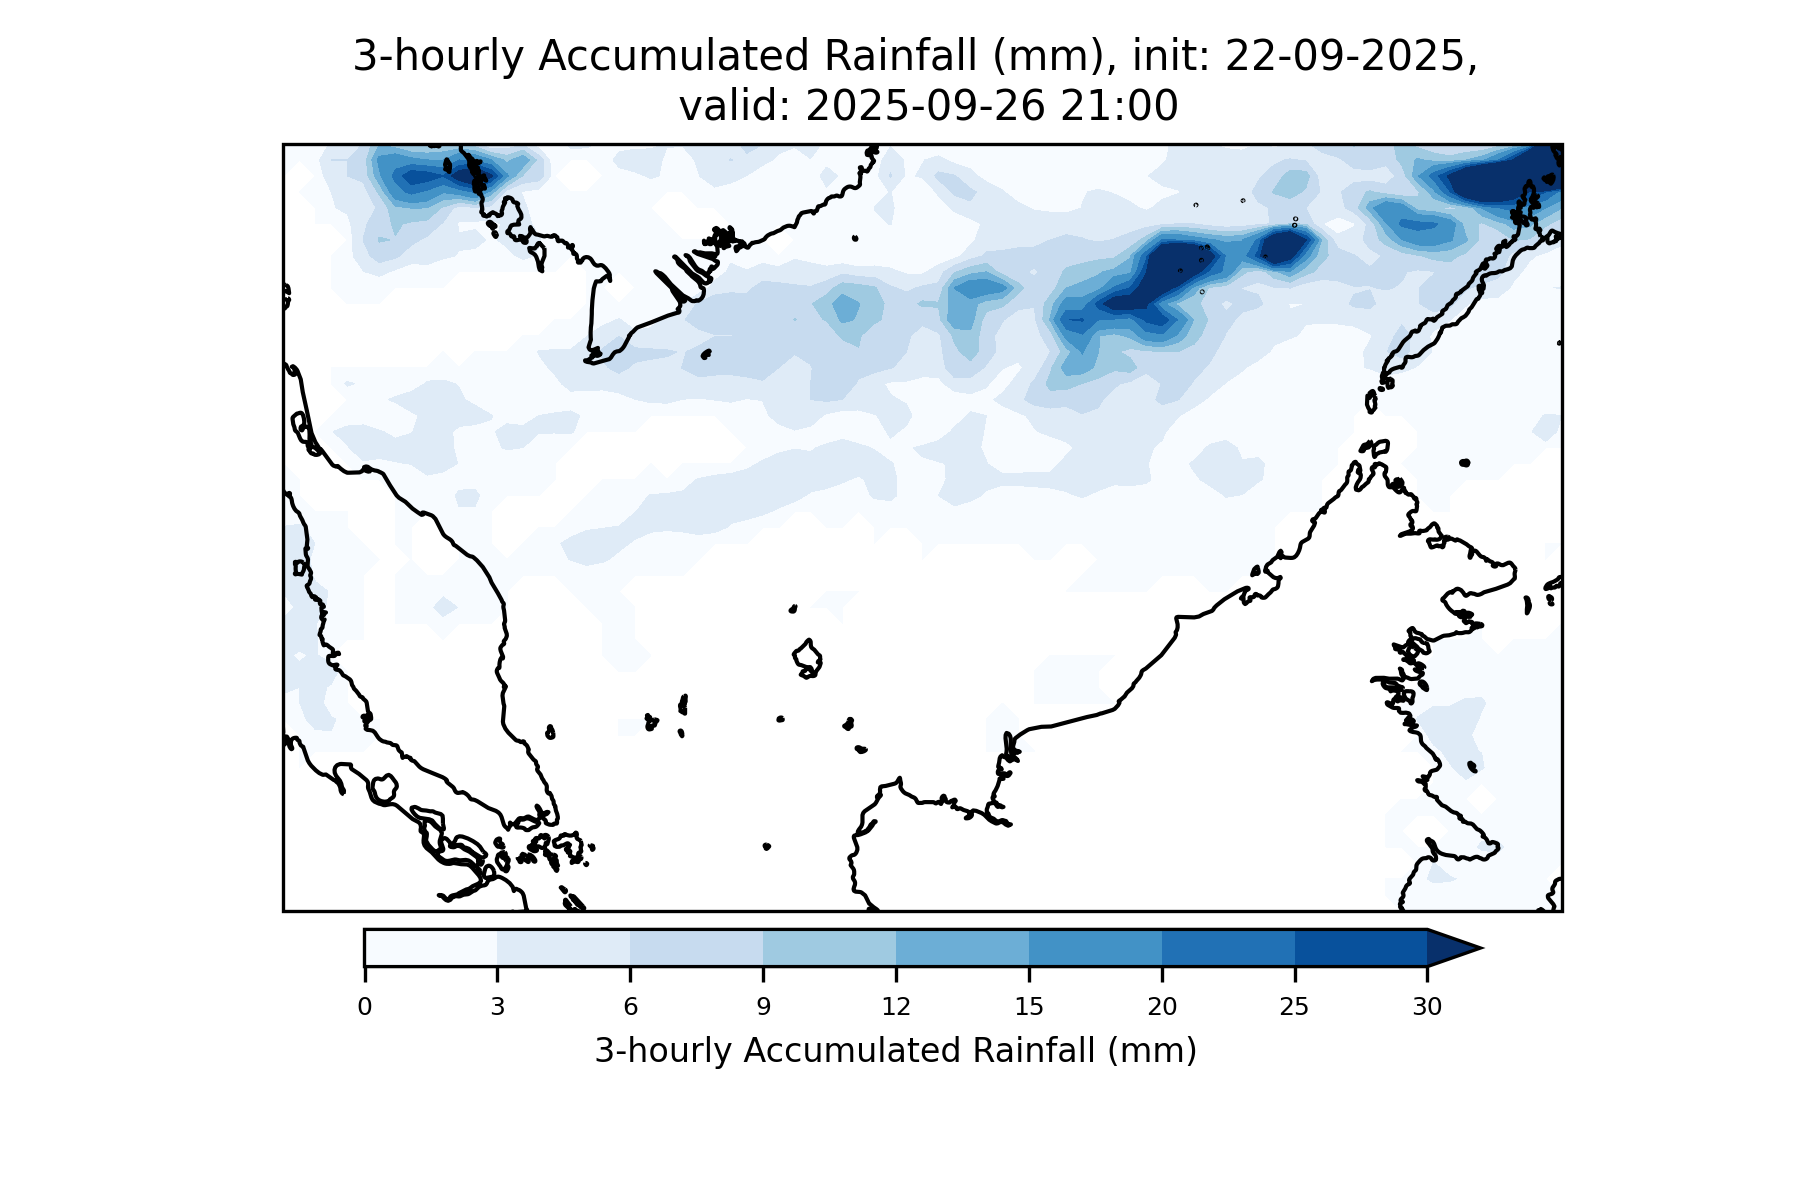 3-hourly Accumulated Rainfall (mm), init: 22-09-2025,
valid: 2025-09-26 21:00
0 3 6 9 12 15 20 25 30
3-hourly Accumulated Rainfall (mm)